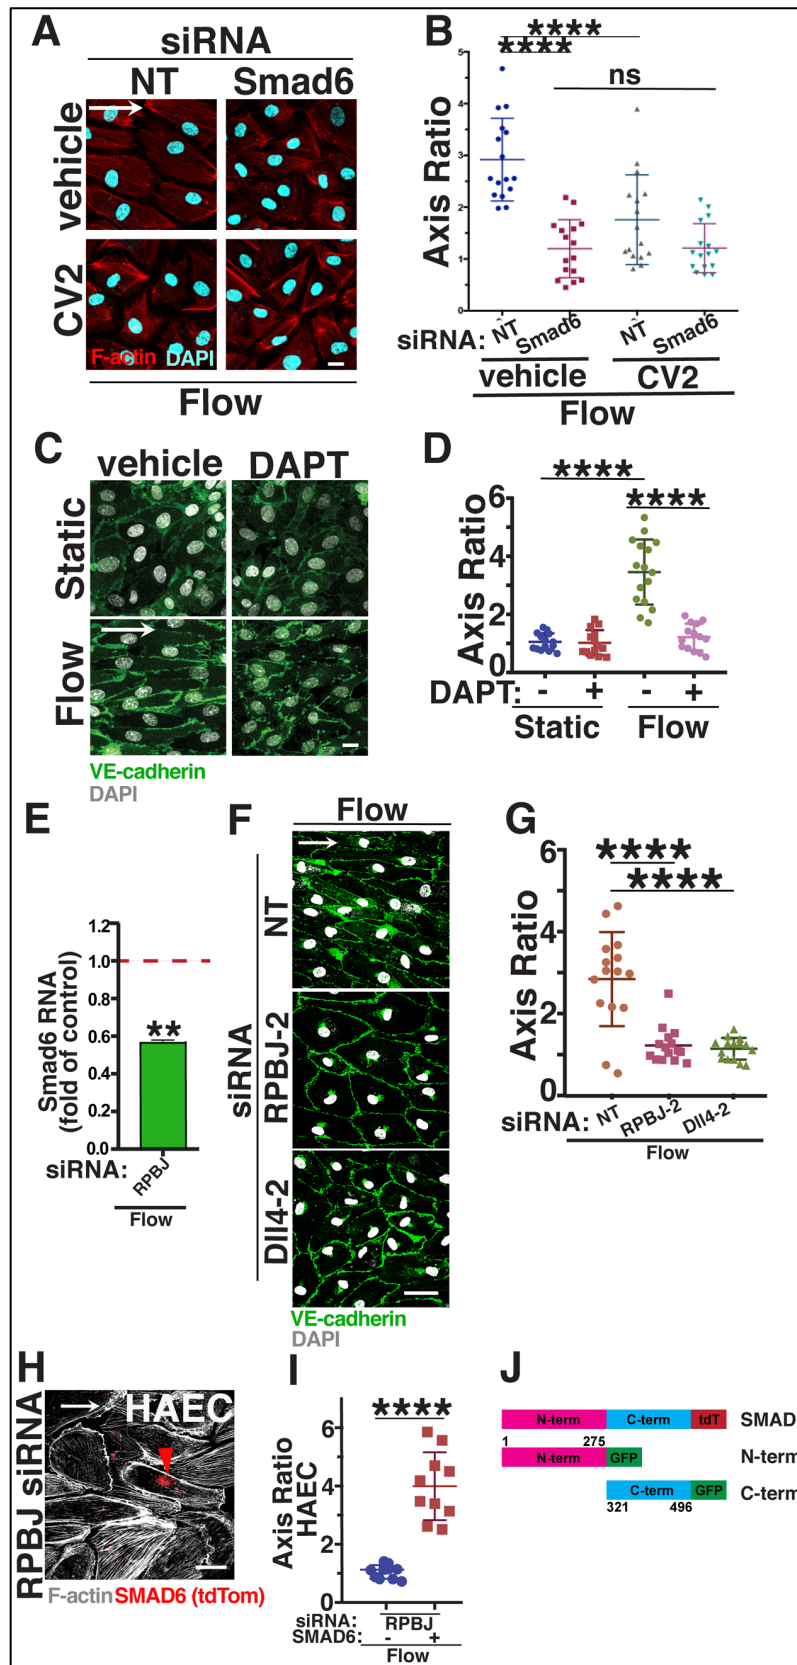 A
siRNA
NT Smad6
vehicle
CV2
F-actin DAPI
Flow
B
****
****
ns
Axis Ratio
5
4
3
2
1
0
siRNA: NT Smad6 NT Smad6
vehicle CV2
Flow
C
vehicle DAPT
Static
Flow
VE-cadherin
DAPI
D
****
****
Axis Ratio
6
4
2
0
DAPT: - + - +
Static Flow
E
Smad6 RNA
(fold of control)
1.2
1.0
0.8
0.6
0.4
0.2
0.0
**
siRNA: RPBJ
Flow
F
Flow
siRNA
NT
RPBJ-2
Dll4-2
VE-cadherin
DAPI
G
****
****
Axis Ratio
6
4
2
0
siRNA: NT RPBJ-2 Dll4-2
Flow
H
RPBJ siRNA
HAEC
F-actin SMAD6 (tdTom)
I
****
Axis Ratio
HAEC
6
4
2
0
siRNA: RPBJ
SMAD6: - +
Flow
J
N-term C-term tdT SMAD
1 275
N-term GFP N-term
C-term GFP C-term
321 496